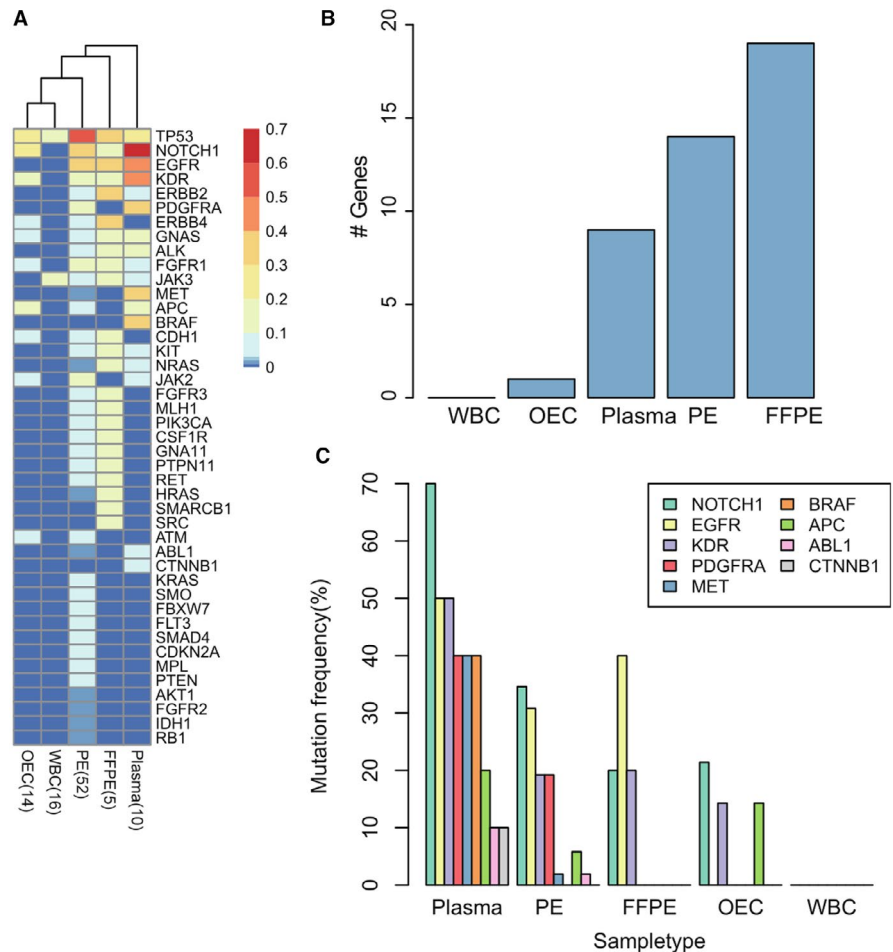 A
TP53
NOTCH1
EGFR
KDR
ERBB2
PDGFRA
ERBB4
GNAS
ALK
FGFR1
JAK3
MET
APC
BRAF
CDH1
KIT
NRAS
JAK2
FGFR3
MLH1
PIK3CA
CSF1R
GNA11
PTPN11
RET
HRAS
SMARCB1
SRC
ATM
ABL1
CTNNB1
KRAS
SMO
FBXW7
FLT3
SMAD4
CDKN2A
MPL
PTEN
AKT1
FGFR2
IDH1
RB1
OEC(14)
WBC(16)
PE(52)
FFPE(5)
Plasma(10)
0.7
0.6
0.5
0.4
0.3
0.2
0.1
0
B
# Genes
20
15
10
5
0
WBC OEC Plasma PE FFPE
C
Mutation frequency(%)
70
60
50
40
30
20
10
0
NOTCH1
EGFR
KDR
PDGFRA
MET
BRAF
APC
ABL1
CTNNB1
Plasma PE FFPE OEC WBC
Sampletype